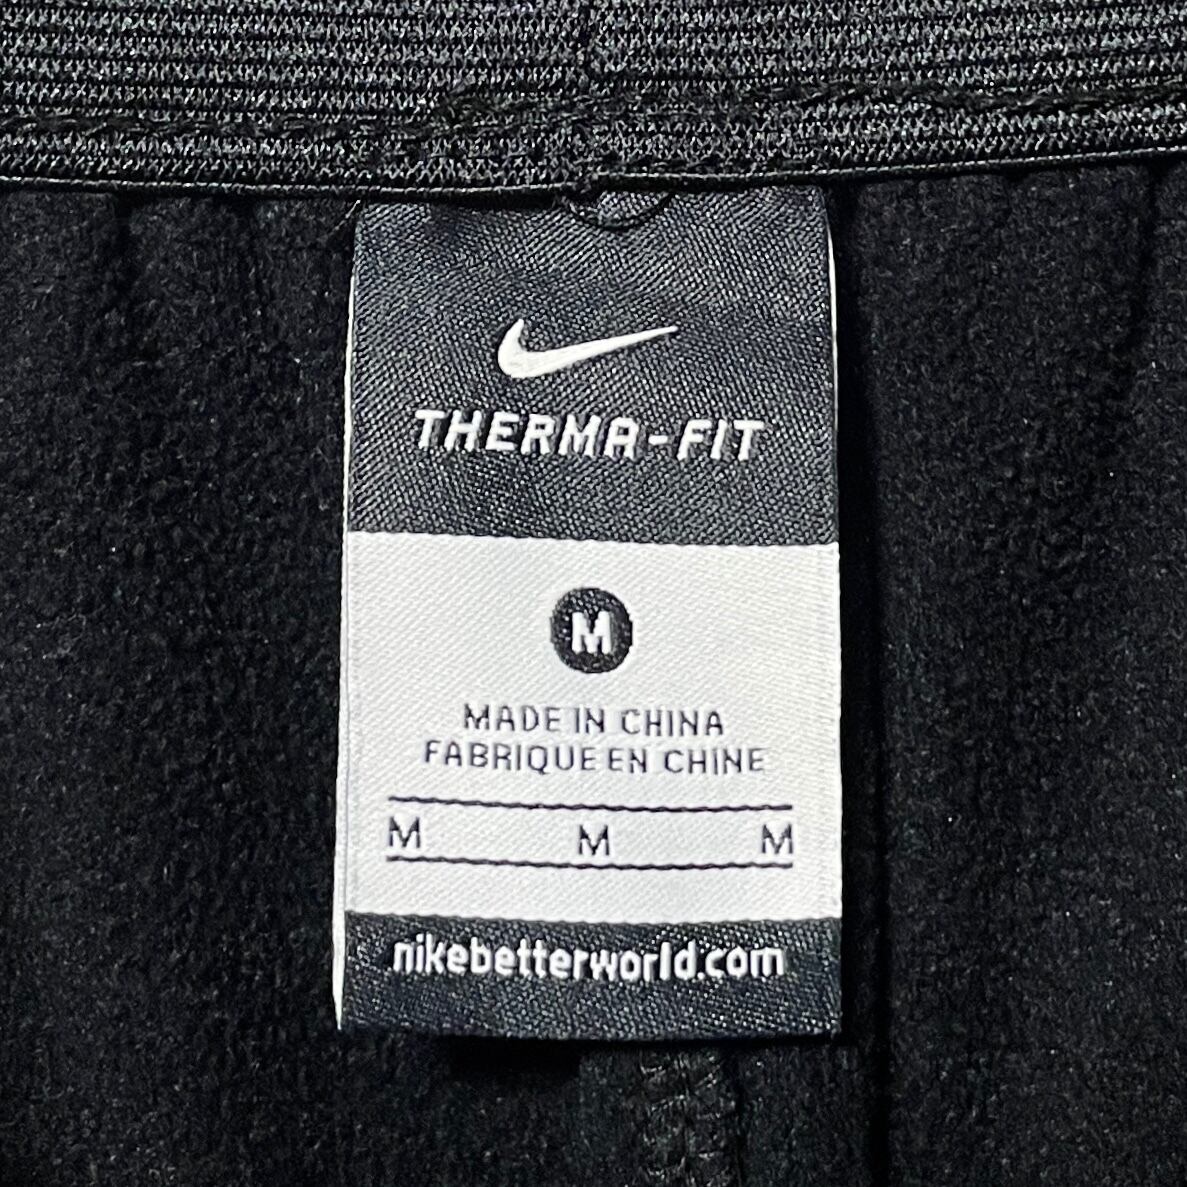 THERMA-FIT
M
MADE IN CHINA
FABRIQUE EN CHINE
M M M
nikebetterworld.com